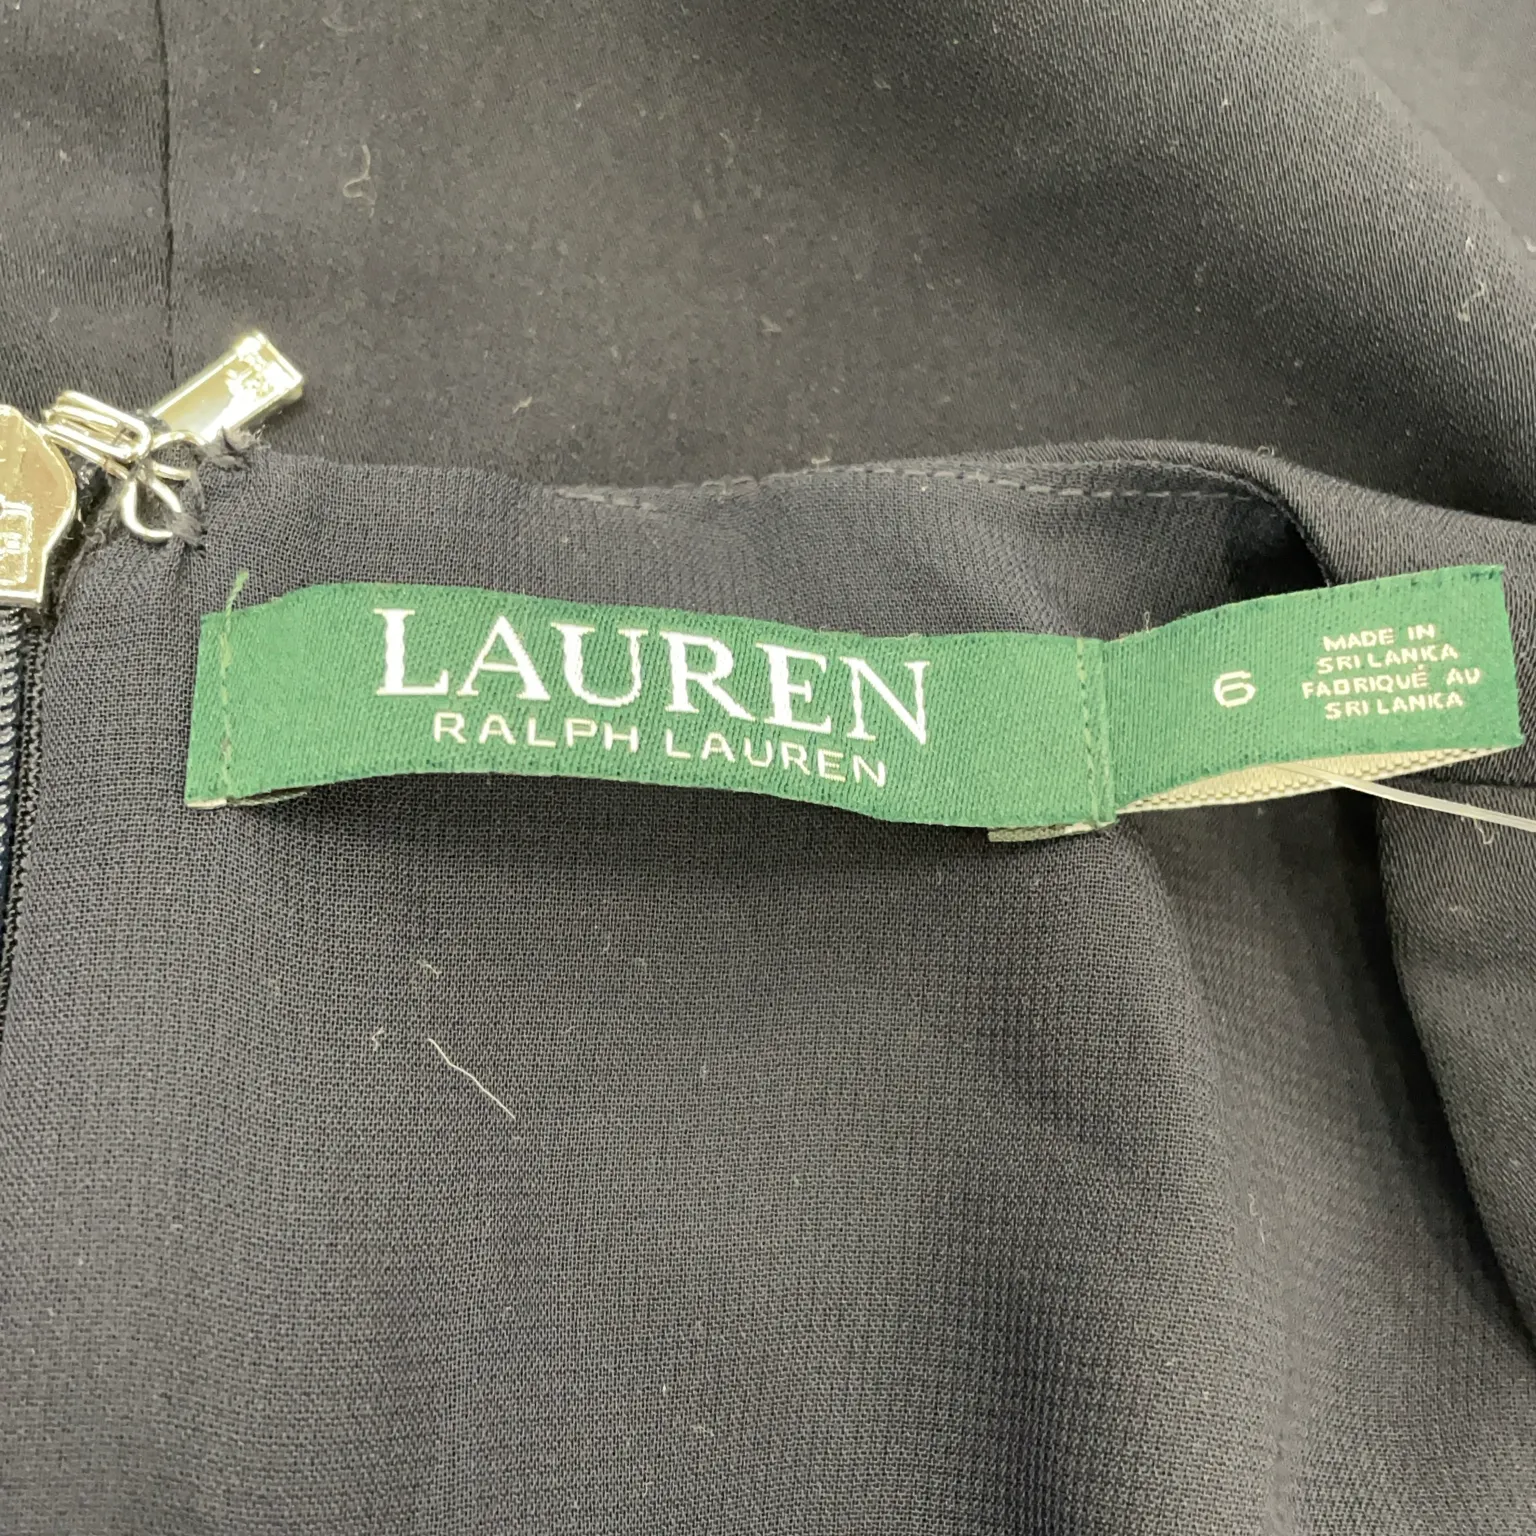 LAUREN
RALPH LAUREN
6
MADE IN
SRI LANKA
FABRIQUÉ AU
SRI LANKA